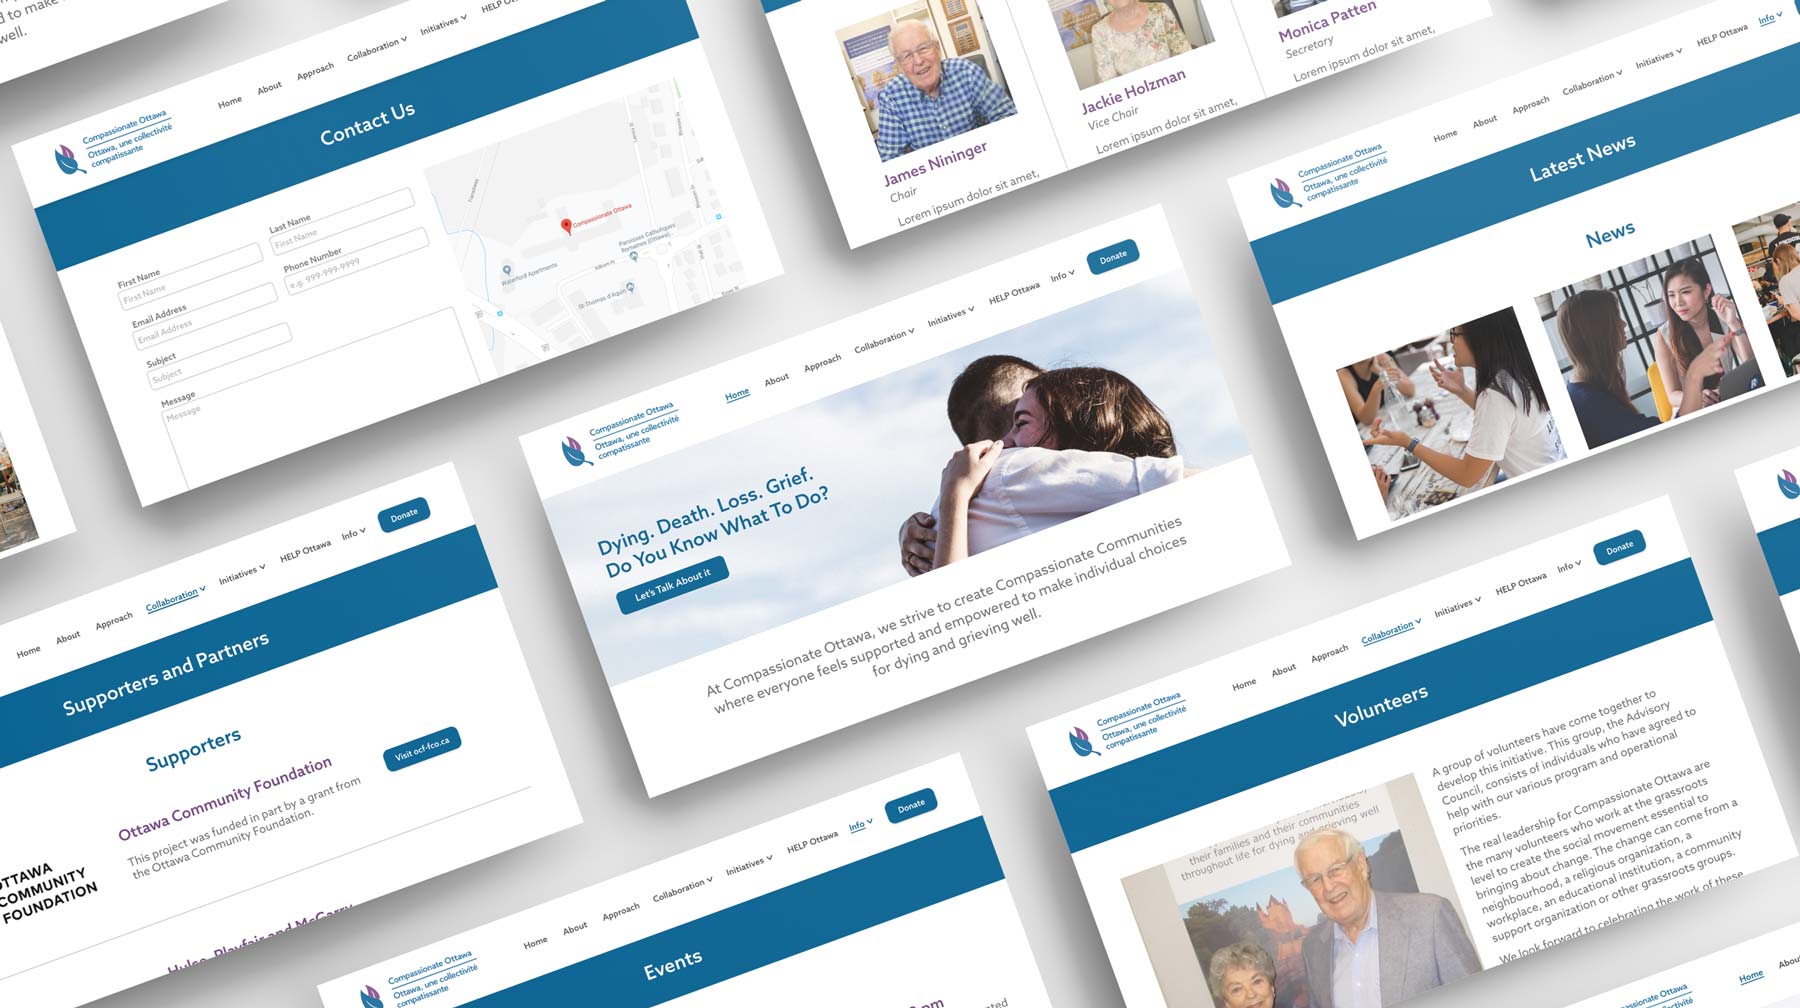 d to make
well.
Compassionate Ottawa
Ottawa, une collectivité
compatissante
Home
About
Approach
Collaboration
Initiatives
HELP Ott
Contact Us
First Name
First Name
Last Name
First Name
Email Address
Email Address
Phone Number
e.g. 999-999-9999
Subject
Subject
Message
Message
Transitway
Compassionate Ottawa
Waterford Apartments
Paroisses Catholiques
Romaines (Ottawa)
Kilborn Pl
St-Thomas d'Aquin
James Nininger
Chair
Lorem ipsum dolor sit amet,
Jackie Holzman
Vice Chair
Lorem ipsum dolor sit amet,
Monica Patten
Secretary
Lorem ipsum dolor sit amet,
Compassionate Ottawa
Ottawa, une collectivité
compatissante
Home
About
Approach
Collaboration
Initiatives
HELP Ottawa
Info
Latest News
News
Compassionate Ottawa
Ottawa, une collectivité
compatissante
Home
About
Approach
Collaboration
Initiatives
HELP Ottawa
Info
Donate
Dying. Death. Loss. Grief.
Do You Know What To Do?
Let's Talk About it
At Compassionate Ottawa, we strive to create Compassionate Communities
where everyone feels supported and empowered to make individual choices
for dying and grieving well.
Home
About
Approach
Collaboration
Initiatives
HELP Ottawa
Info
Donate
Supporters and Partners
Supporters
Ottawa Community Foundation
This project was funded in part by a grant from
the Ottawa Community Foundation.
Visit ocf-fco.ca
OTTAWA
COMMUNITY
FOUNDATION
Hulse, Playfair and McGarry
Compassionate Ottawa
Ottawa, une collectivité
compatissante
Home
About
Approach
Collaboration
Initiatives
HELP Ottawa
Info
Donate
Events
pm
Compassionate Ottawa
Ottawa, une collectivité
compatissante
Home
About
Approach
Collaboration
Initiatives
HELP Ottawa
Info
Donate
Volunteers
their families and their communities
throughout life for dying and grieving well
A group of volunteers have come together to
develop this initiative. This group, the Advisory
Council, consists of individuals who have agreed to
help with our various program and operational
priorities.
The real leadership for Compassionate Ottawa are
the many volunteers who work at the grassroots
level to create the social movement essential to
bringing about change. The change can come from a
neighbourhood, a religious organization, a
workplace, an educational institution, a community
support organization or other grassroots groups.
We look forward to celebrating the work of these
Home
Abou